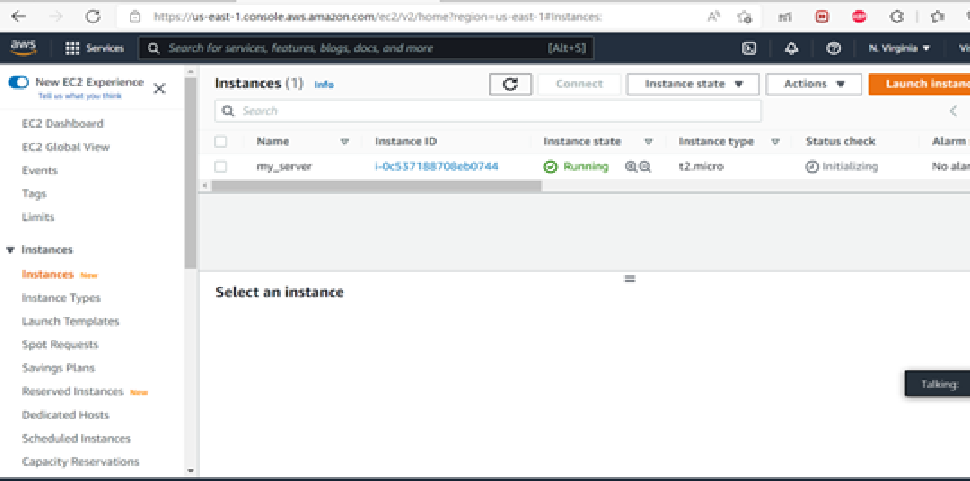 https://us-east-1.console.aws.amazon.com/ec2/v2/home?region=us-east-1#Instances:
aws Services Search for services, features, blogs, docs, and more [Alt+S] N. Virginia
New EC2 Experience
Tell us what you think
EC2 Dashboard
EC2 Global View
Events
Tags
Limits
Instances
Instances New
Instance Types
Launch Templates
Spot Requests
Savings Plans
Reserved Instances New
Dedicated Hosts
Scheduled Instances
Capacity Reservations
Instances (1) Info Connect Instance state Actions Launch instanc
Search
Name Instance ID Instance state Instance type Status check Alarm
my_server i-0c537188708eb0744 Running t2.micro Initializing No alar
Select an instance
Talking: